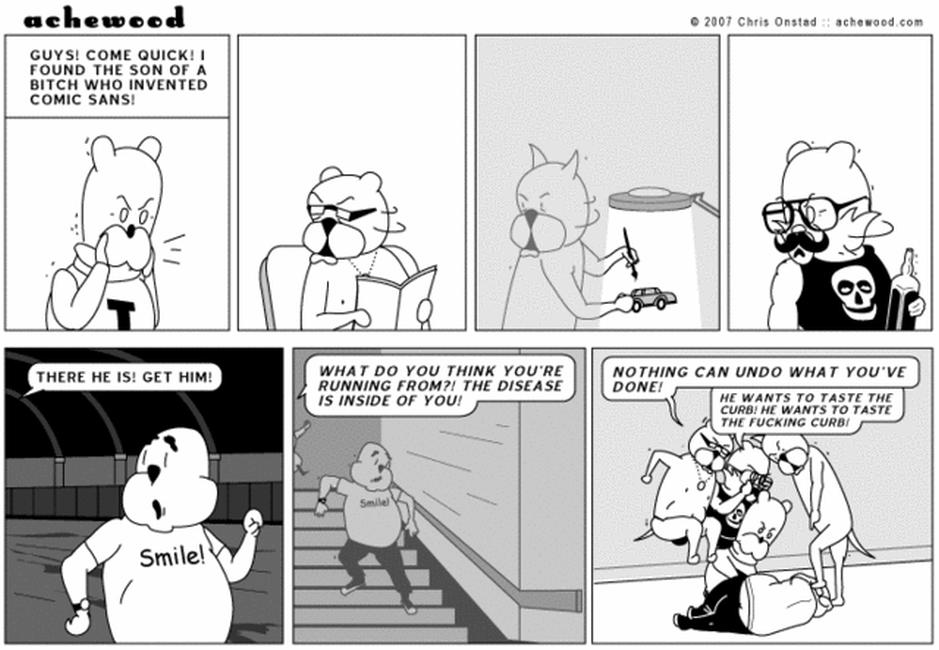 achewood
© 2007 Chris Onstad :: achewood.com
GUYS! COME QUICK! I
FOUND THE SON OF A
BITCH WHO INVENTED
COMIC SANS!
T
THERE HE IS! GET HIM!
Smile!
WHAT DO YOU THINK YOU'RE
RUNNING FROM?! THE DISEASE
IS INSIDE OF YOU!
Smile!
NOTHING CAN UNDO WHAT YOU'VE
DONE!
HE WANTS TO TASTE THE
CURB! HE WANTS TO TASTE
THE FUCKING CURB!